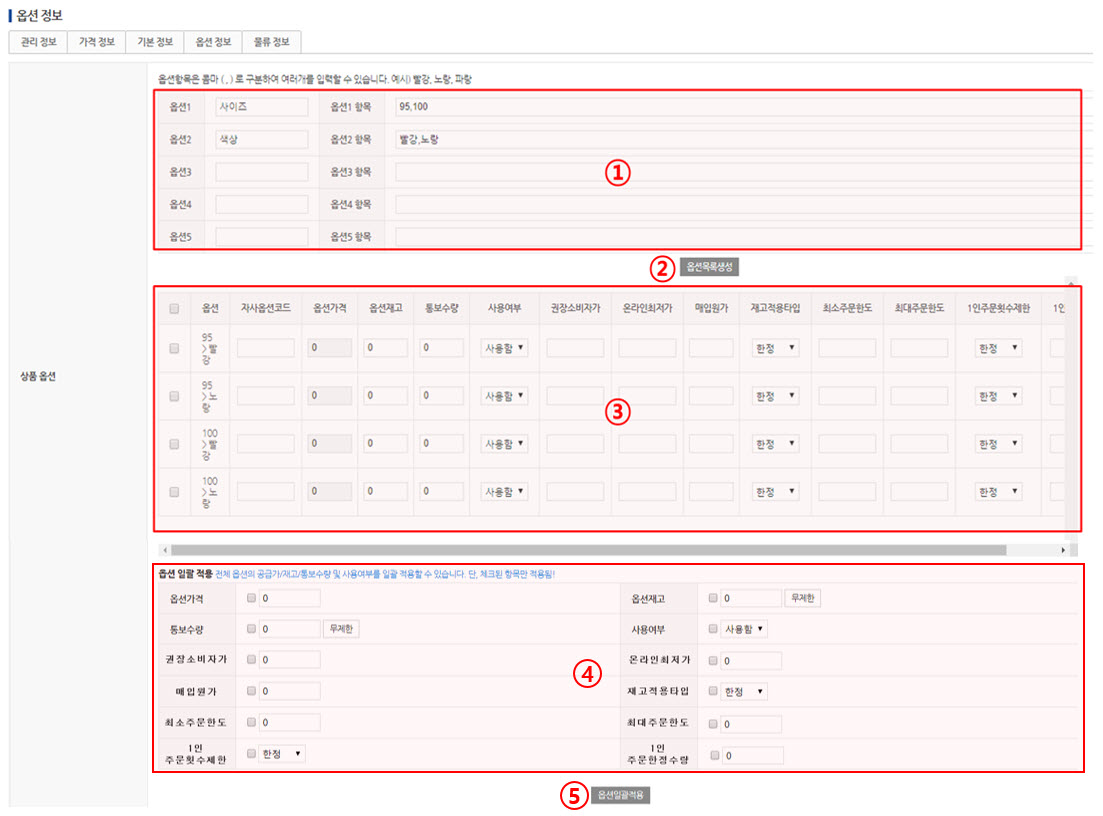 옵션 정보
관리 정보 가격 정보 기본 정보 옵션 정보 물류 정보
옵션항목은 콤마 ( , ) 로 구분하여 여러개를 입력할 수 있습니다. 예시) 빨강, 노랑, 파랑
옵션1 사이즈 옵션1 항목 95,100
옵션2 색상 옵션2 항목 빨강,노랑
옵션3 옵션3 항목
①
옵션4 옵션4 항목
옵션5 옵션5 항목
② 옵션목록생성
옵션 자사옵션코드 옵션가격 옵션재고 통보수량 사용여부 권장소비자가 온라인최저가 매입원가 재고적용타입 최소주문한도 최대주문한도 1인주문횟수제한 1인
95
>빨 0 0 0 사용함 한정 한정
강
상품 옵션
95
>노 0 0 0 사용함 한정 한정
랑
③
100
>빨 0 0 0 사용함 한정 한정
강
100
>노 0 0 0 사용함 한정 한정
랑
옵션 일괄 적용 전체 옵션의 공급가/재고/통보수량 및 사용여부를 일괄 적용할 수 있습니다. 단, 체크된 항목만 적용됨!
옵션가격 0 옵션재고 0 무제한
통보수량 0 무제한 사용여부 사용함
권장소비자가 0 온라인최저가 0
④
매입원가 0 재고적용타입 한정
최소주문한도 0 최대주문한도 0
1인
주문횟수제한 한정
1인
주문한정수량 0
⑤ 옵션일괄적용